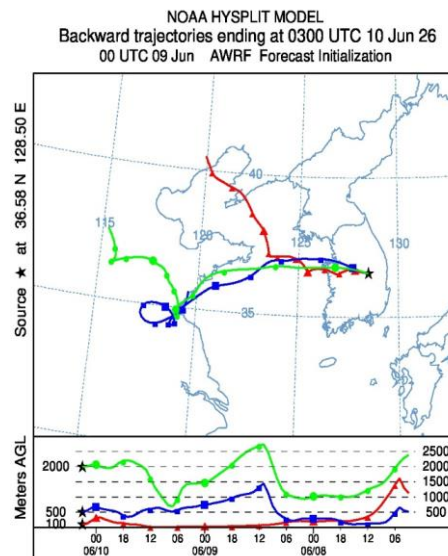 NOAA HYSPLIT MODEL
Backward trajectories ending at 0300 UTC 10 Jun 26
00 UTC 09 Jun AWRF Forecast Initialization
Source ★ at 36.58 N 128.50 E
40
115
120
125
130
35
Meters AGL
2000
500
100
2500
2000
1500
1000
500
00 18 12 06 00 18 12 06 00 18 12 06
06/10 06/09 06/08